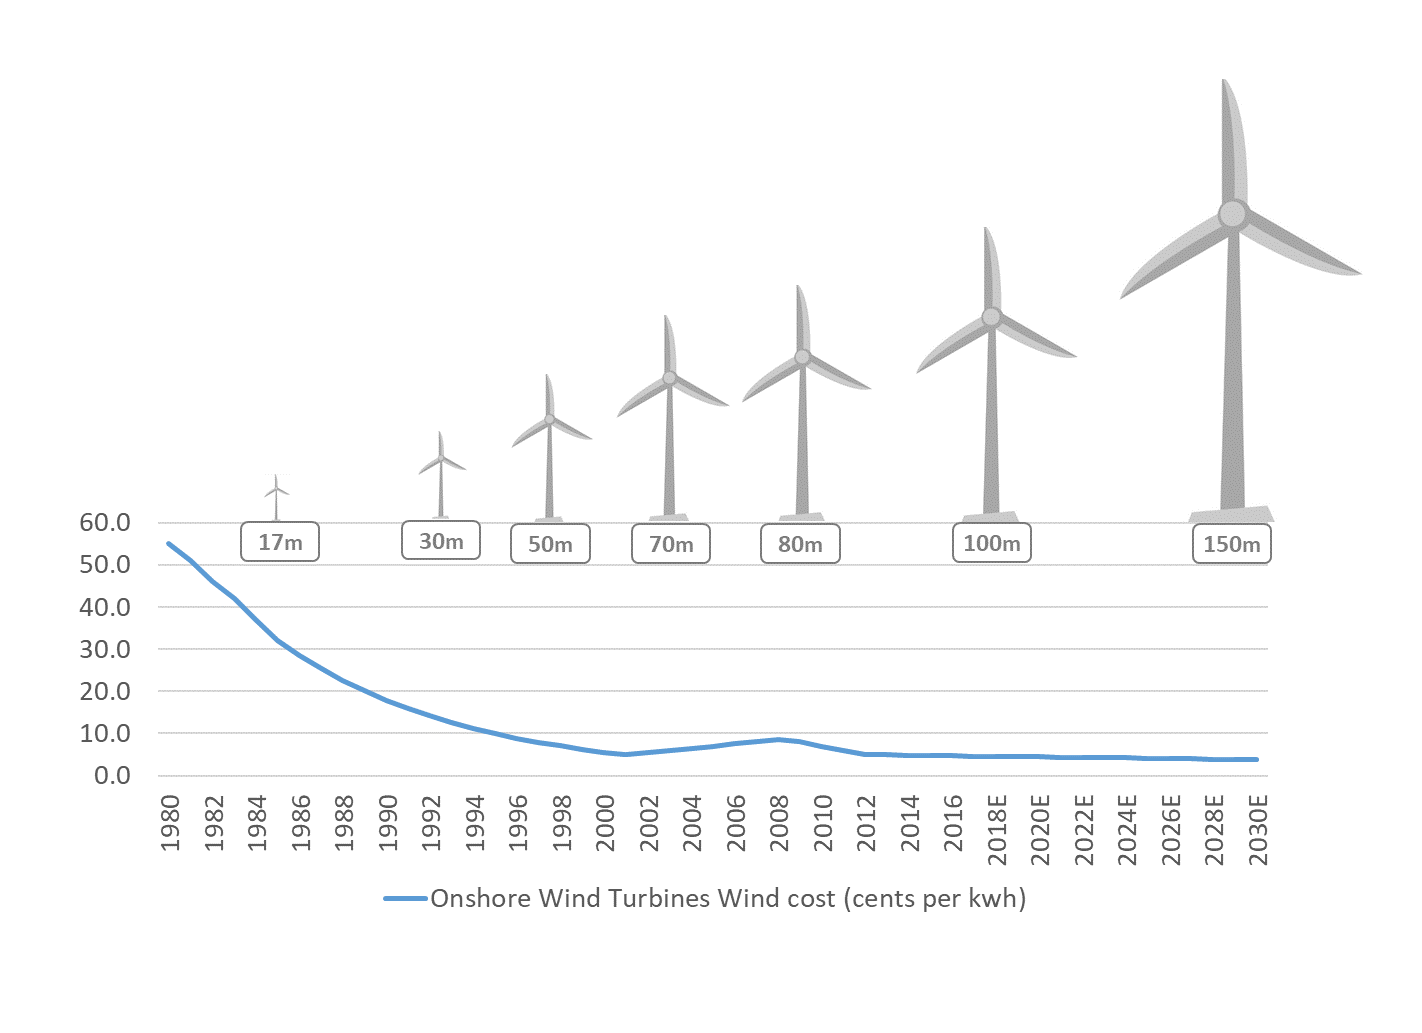 17m
30m
50m
70m
80m
100m
150m
60.0
50.0
40.0
30.0
20.0
10.0
0.0
1980
1982
1984
1986
1988
1990
1992
1994
1996
1998
2000
2002
2004
2006
2008
2010
2012
2014
2016
2018E
2020E
2022E
2024E
2026E
2028E
2030E
Onshore Wind Turbines Wind cost (cents per kwh)